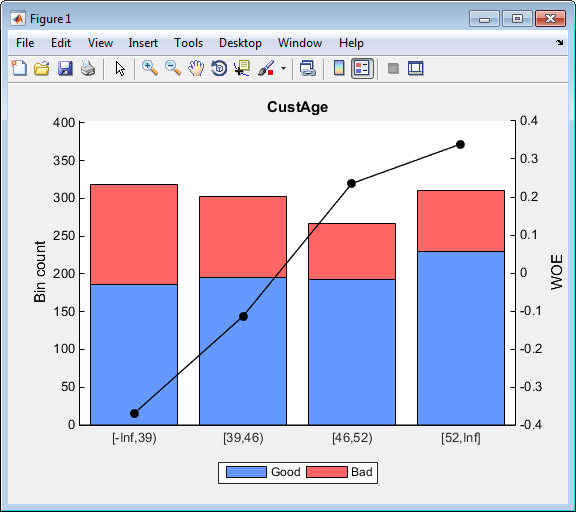 Figure 1
File Edit View Insert Tools Desktop Window Help
CustAge
400
350
300
250
200
150
100
50
0
Bin count
0.4
0.3
0.2
0.1
0
-0.1
-0.2
-0.3
-0.4
WOE
[-Inf,39) [39,46) [46,52) [52,Inf]
Good Bad